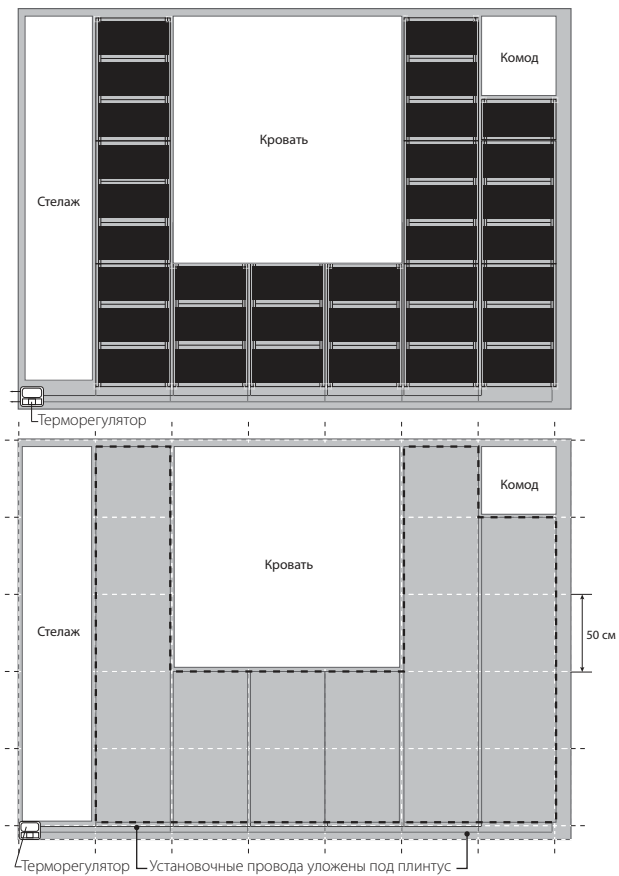 Комод
Кровать
Стелаж
Терморегулятор
Комод
Кровать
50 см
Стелаж
Терморегулятор
Установочные провода уложены под плинтус